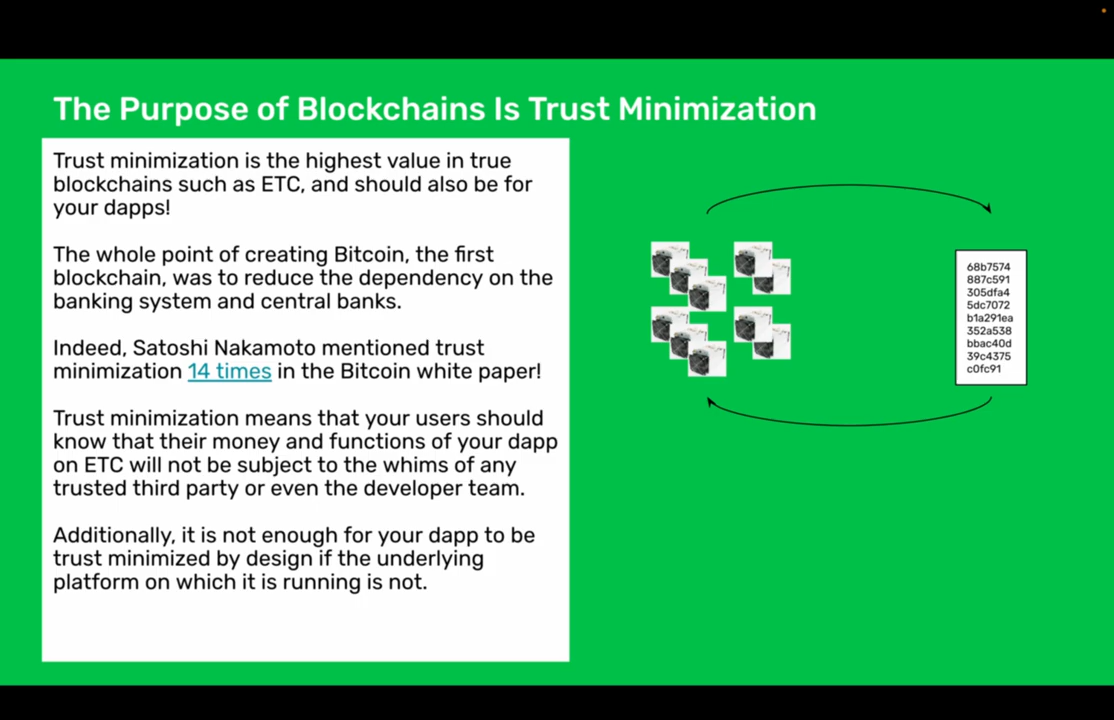 The Purpose of Blockchains Is Trust Minimization
Trust minimization is the highest value in true
blockchains such as ETC, and should also be for
your dapps!
The whole point of creating Bitcoin, the first
blockchain, was to reduce the dependency on the
banking system and central banks.
Indeed, Satoshi Nakamoto mentioned trust
minimization 14 times in the Bitcoin white paper!
Trust minimization means that your users should
know that their money and functions of your dapp
on ETC will not be subject to the whims of any
trusted third party or even the developer team.
Additionally, it is not enough for your dapp to be
trust minimized by design if the underlying
platform on which it is running is not.
68b7574
887c591
305dfa4
5dc7072
b1a291ea
352a538
bbac40d
39c4375
c0fc91